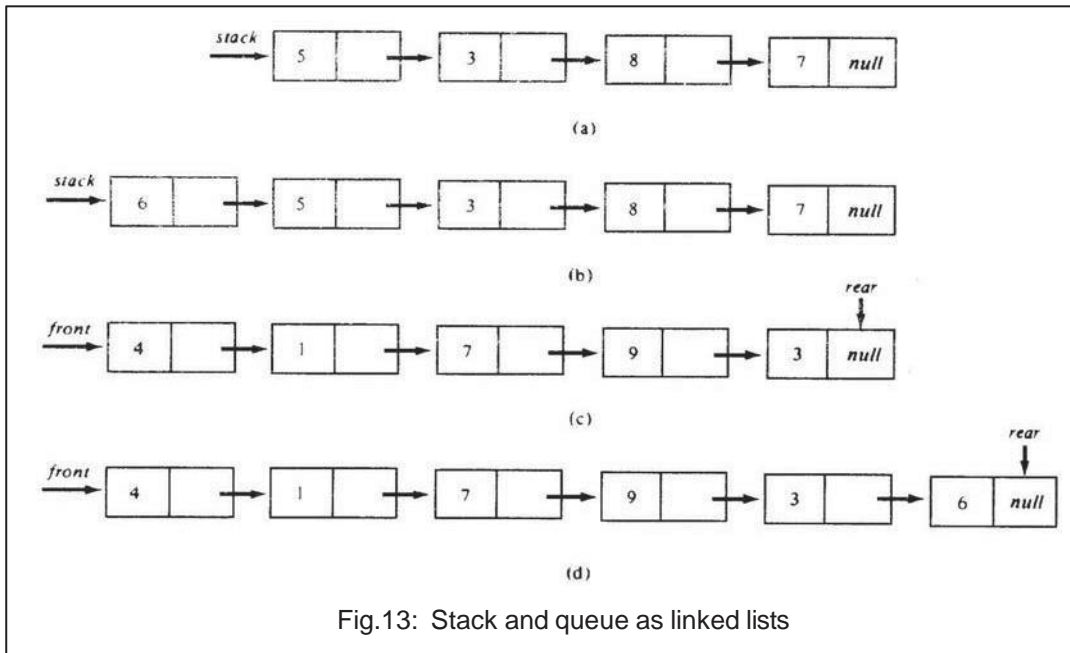 stack
5 3 8 7 null
(a)
stack
6 5 3 8 7 null
(b)
rear
front
4 1 7 9 3 null
(c)
rear
front
4 1 7 9 3 6 null
(d)
Fig.13: Stack and queue as linked lists